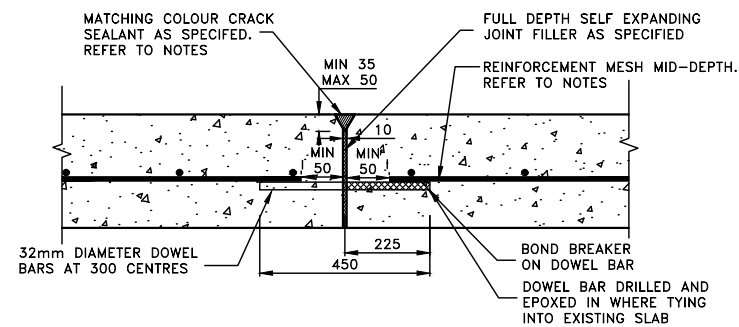 MATCHING COLOUR CRACK
SEALANT AS SPECIFED.
REFER TO NOTES
FULL DEPTH SELF EXPANDING
JOINT FILLER AS SPECIFIED
MIN 35
MAX 50
REINFORCEMENT MESH MID-DEPTH.
REFER TO NOTES
10
MIN
50
MIN
50
32mm DIAMETER DOWEL
BARS AT 300 CENTRES
225
450
BOND BREAKER
ON DOWEL BAR
DOWEL BAR DRILLED AND
EPOXED IN WHERE TYING
INTO EXISTING SLAB